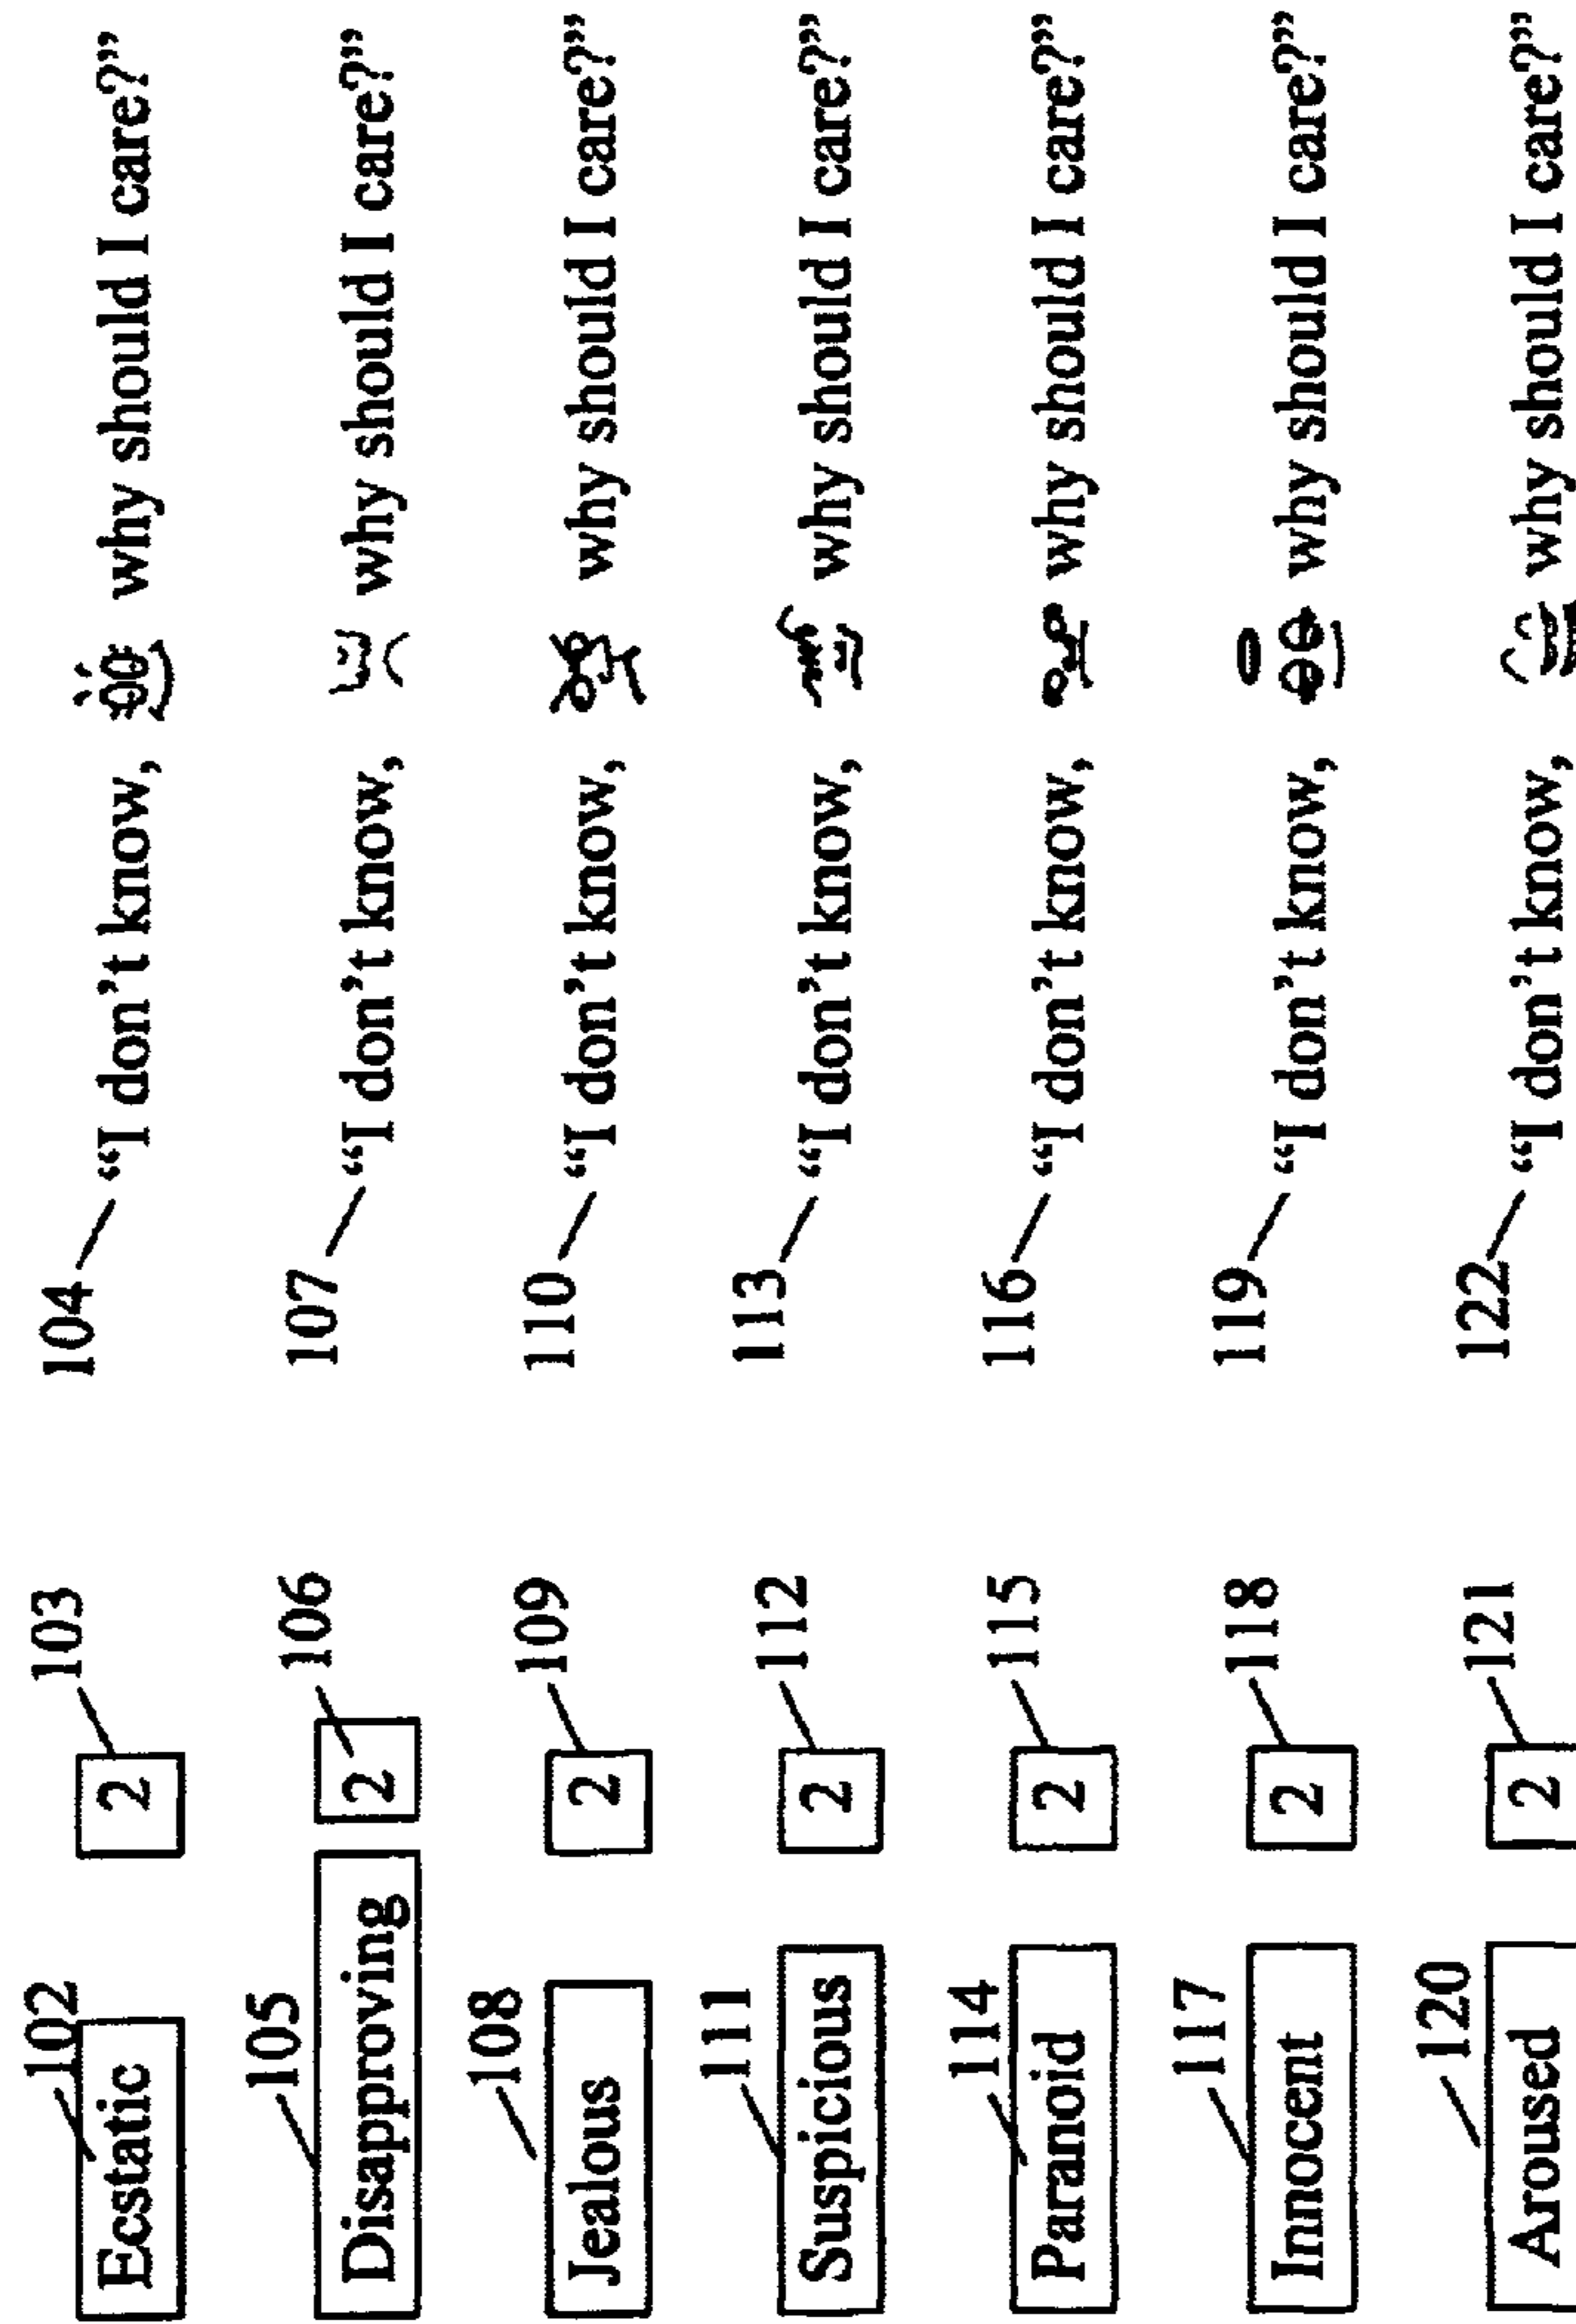 102 103 104
Ecstatic 2 “I don’t know, why should I care?”
105 106 107
Disapproving 2 “I don’t know, why should I care?”
108 109 110
Jealous 2 “I don’t know, why should I care?”
111 112 113
Suspicious 2 “I don’t know, why should I care?”
114 115 116
Paranoid 2 “I don’t know, why should I care?”
117 118 119
Innocent 2 “I don’t know, why should I care?”
120 121 122
Aroused 2 “I don’t know, why should I care?”